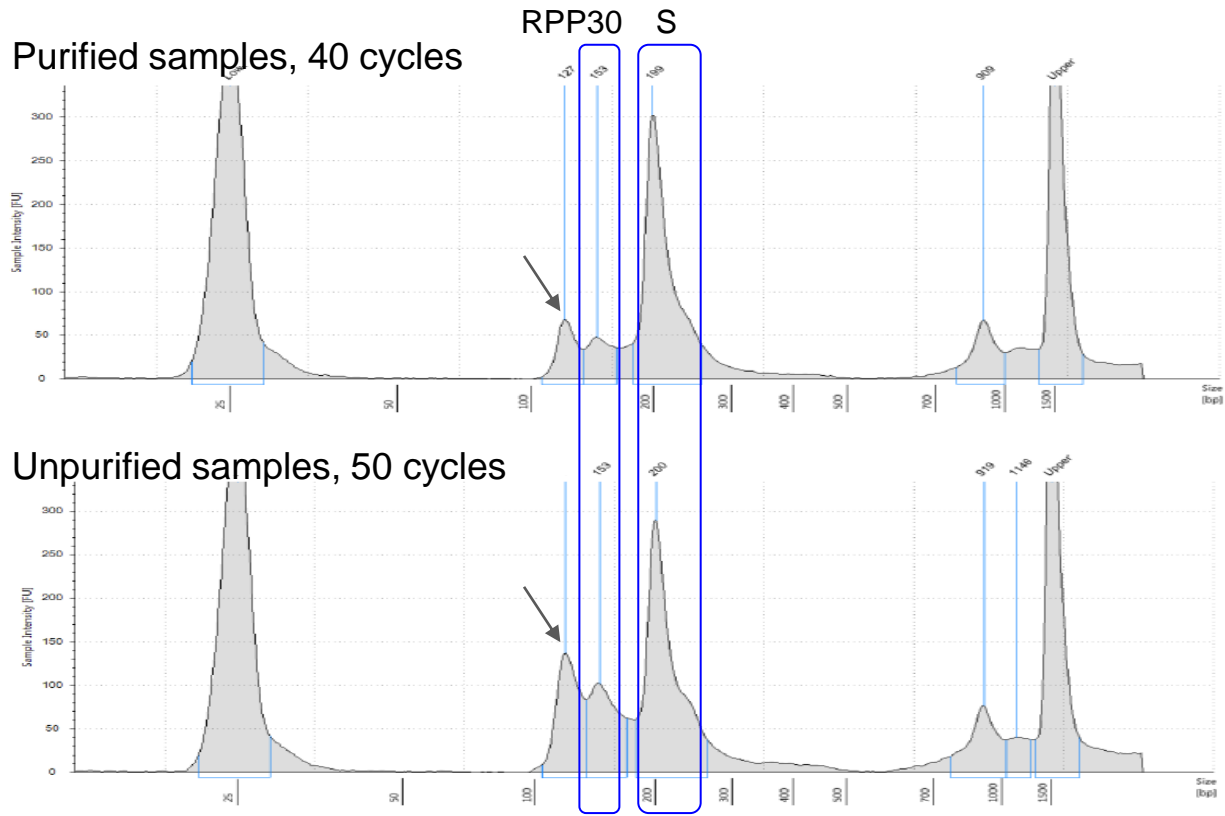 RPP30 S
Purified samples, 40 cycles
127 153 199 909 Upper
Sample Intensity [FU]
300
250
200
150
100
50
0
25 50 100 200 300 400 500 700 1000 1500
Size
[bp]
Unpurified samples, 50 cycles
153 200 919 1146 Upper
Sample Intensity [FU]
300
250
200
150
100
50
0
25 50 100 200 300 400 500 700 1000 1500
Size
[bp]